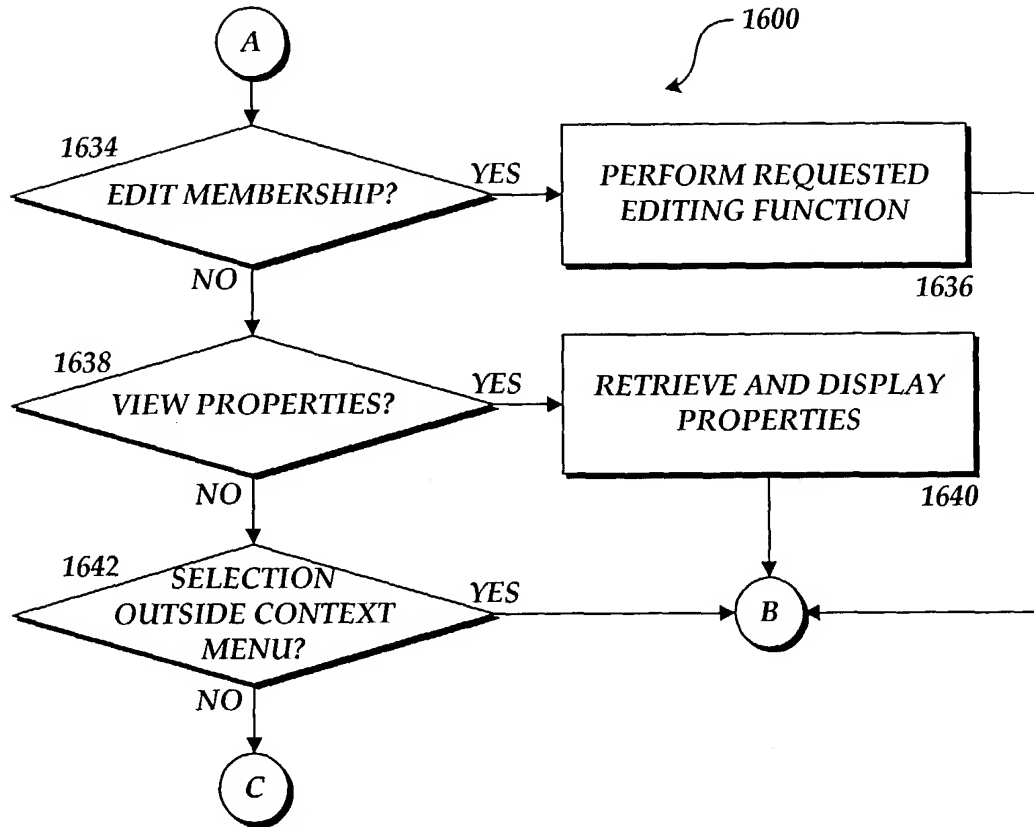 A
1600
1634
EDIT MEMBERSHIP?
YES
PERFORM REQUESTED
EDITING FUNCTION
NO
1636
1638
VIEW PROPERTIES?
YES
RETRIEVE AND DISPLAY
PROPERTIES
NO
1640
1642
SELECTION
OUTSIDE CONTEXT
MENU?
YES
B
NO
C